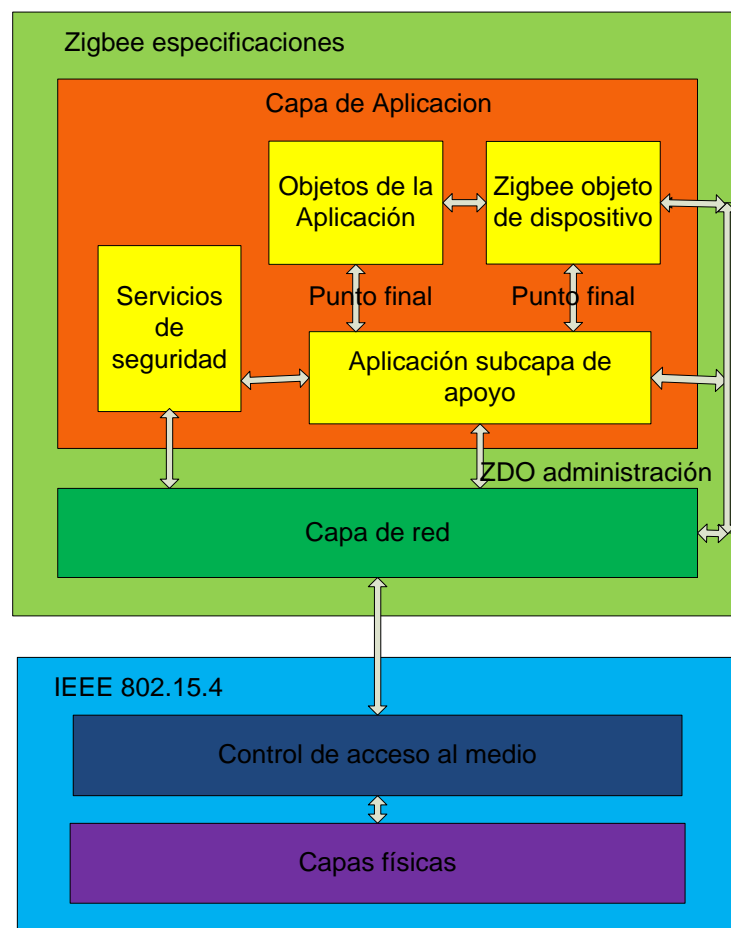 Zigbee especificaciones
Capa de Aplicacion
Objetos de la
Aplicación
Zigbee objeto
de dispositivo
Servicios
de
seguridad
Punto final
Punto final
Aplicación subcapa de
apoyo
ZDO administración
Capa de red
IEEE 802.15.4
Control de acceso al medio
Capas físicas